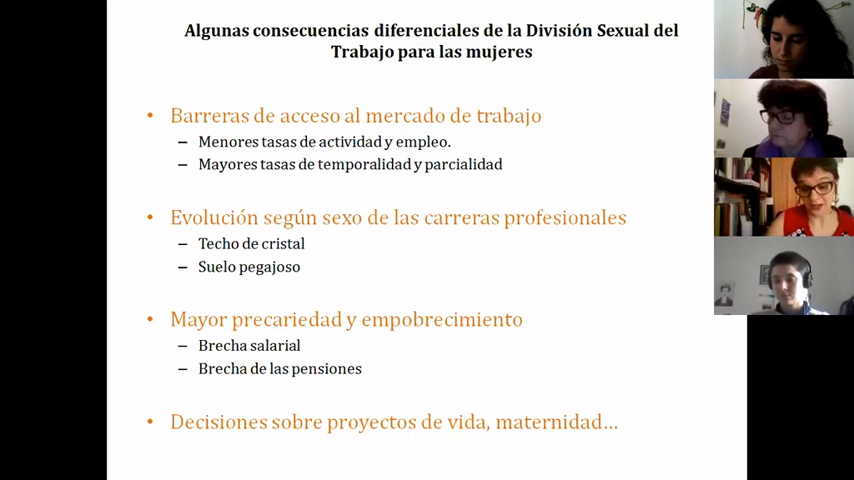 Algunas consecuencias diferenciales de la División Sexual del
Trabajo para las mujeres
• Barreras de acceso al mercado de trabajo
– Menores tasas de actividad y empleo.
– Mayores tasas de temporalidad y parcialidad
• Evolución según sexo de las carreras profesionales
– Techo de cristal
– Suelo pegajoso
• Mayor precariedad y empobrecimiento
– Brecha salarial
– Brecha de las pensiones
• Decisiones sobre proyectos de vida, maternidad…